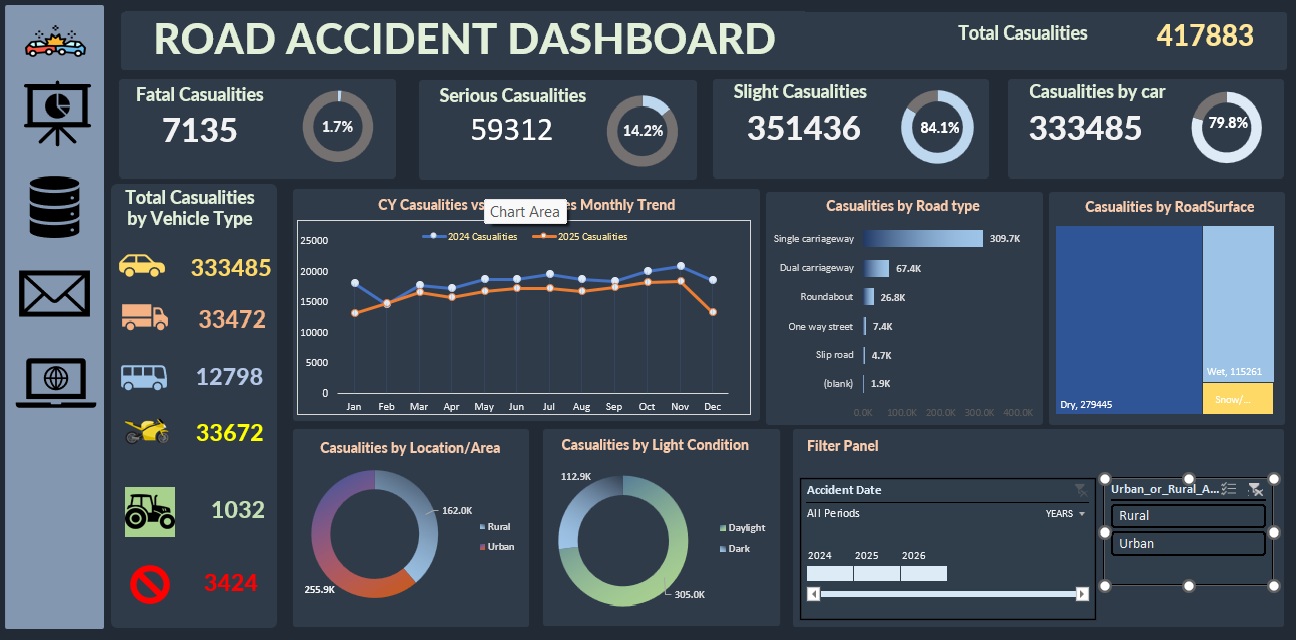 ROAD ACCIDENT DASHBOARD
Total Casualities
417883
Fatal Casualities
7135
1.7%
Serious Casualities
59312
14.2%
Slight Casualities
351436
84.1%
Casualities by car
333485
79.8%
Total Casualities
by Vehicle Type
333485
33472
12798
33672
1032
3424
CY Casualities vs
es Monthly Trend
Chart Area
2024 Casualities
2025 Casualities
25000
20000
15000
10000
5000
0
Jan Feb Mar Apr May Jun Jul Aug Sep Oct Nov Dec
Casualities by Road type
Single carriageway 309.7K
Dual carriageway 67.4K
Roundabout 26.8K
One way street 7.4K
Slip road 4.7K
(blank) 1.9K
0.0K 100.0K 200.0K 300.0K 400.0K
Casualities by RoadSurface
Dry, 279445
Wet, 115261
Snow/...
Casualities by Location/Area
162.0K
255.9K
Rural
Urban
Casualities by Light Condition
112.9K
305.0K
Daylight
Dark
Filter Panel
Accident Date
All Periods
YEARS
2024 2025 2026
Urban_or_Rural_A...
Rural
Urban